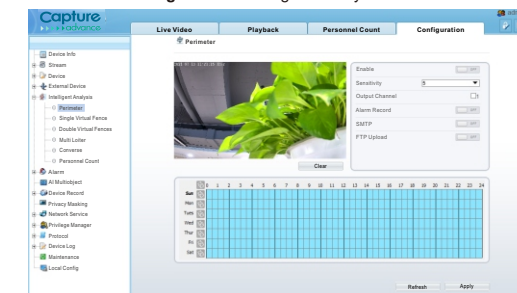 Capture
advance
Live Video
Playback
Personnel Count
Configuration
Perimeter
Device Info
Stream
Device
External Device
Intelligent Analysis
Perimeter
Single Virtual Fence
Double Virtual Fences
Multi Loiter
Converse
Personnel Count
Alarm
AI Multiobject
Device Record
Privacy Masking
Network Service
Privilege Manager
Protocol
Device Log
Maintenance
Local Config
Enable
Sensitivity
5
Output Channel
1
Alarm Record
SMTP
FTP Upload
Clear
0 1 2 3 4 5 6 7 8 9 10 11 12 13 14 15 16 17 18 19 20 21 22 23 24
Sun
Mon
Tues
Wed
Thur
Fri
Sat
Refresh
Apply